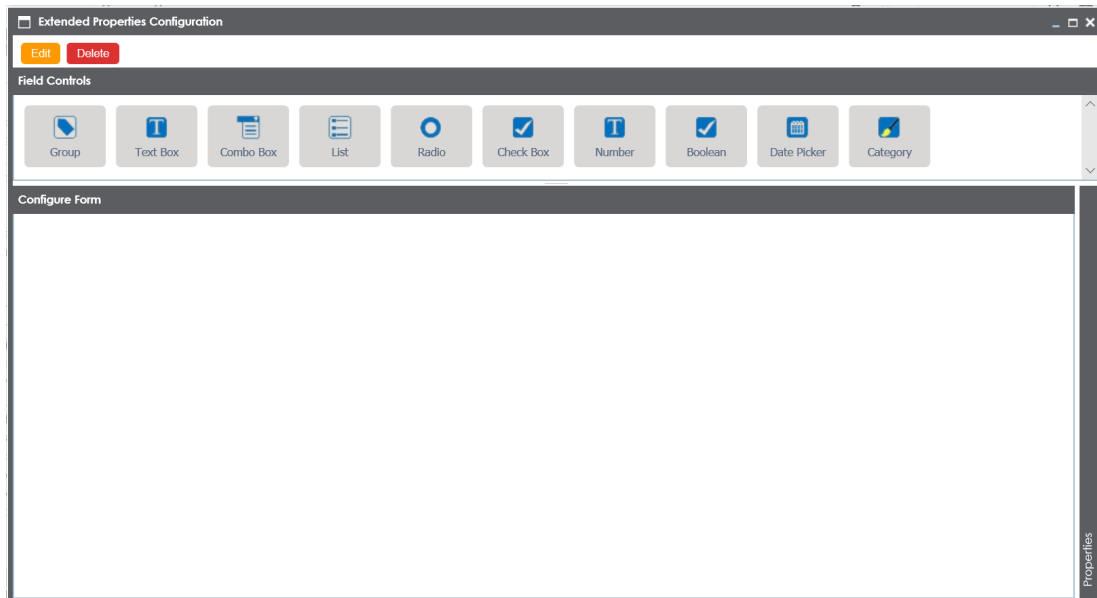 Extended Properties Configuration
Edit Delete
Field Controls
Group Text Box Combo Box List Radio Check Box Number Boolean Date Picker Category
Configure Form
Properties